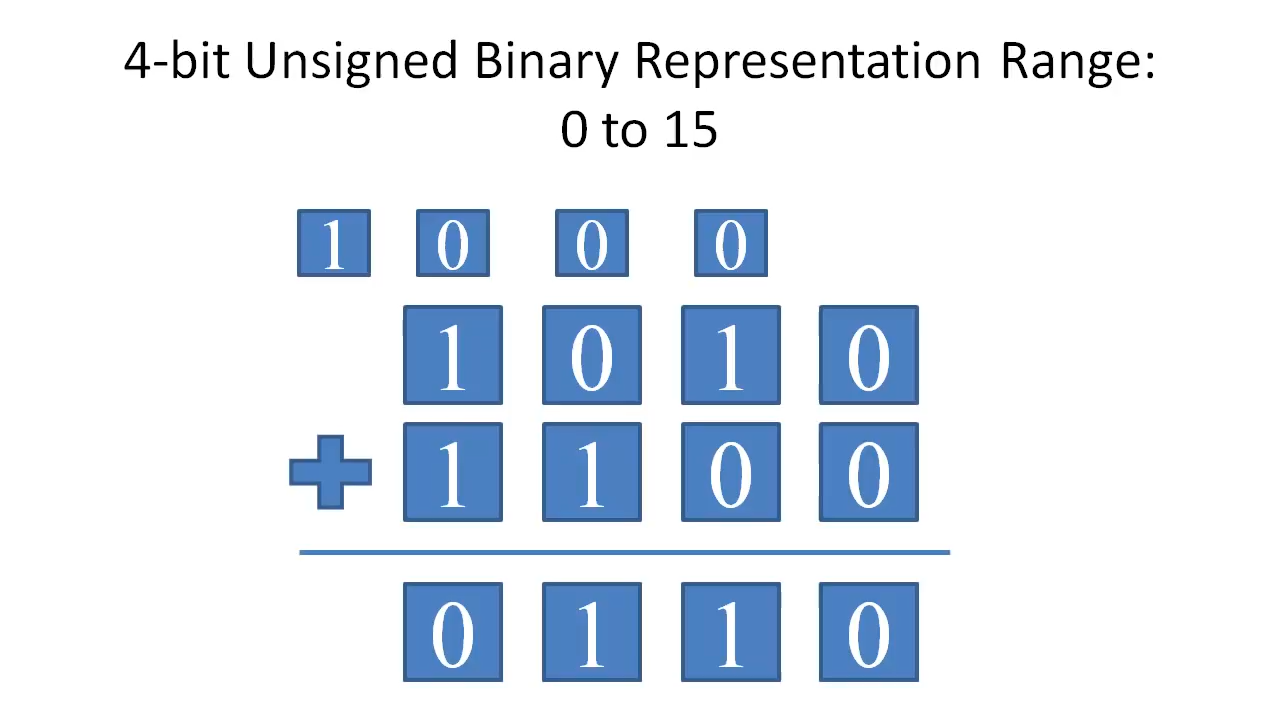 4-bit Unsigned Binary Representation Range:
0 to 15
1 0 0 0
1 0 1 0
+ 1 1 0 0
0 1 1 0